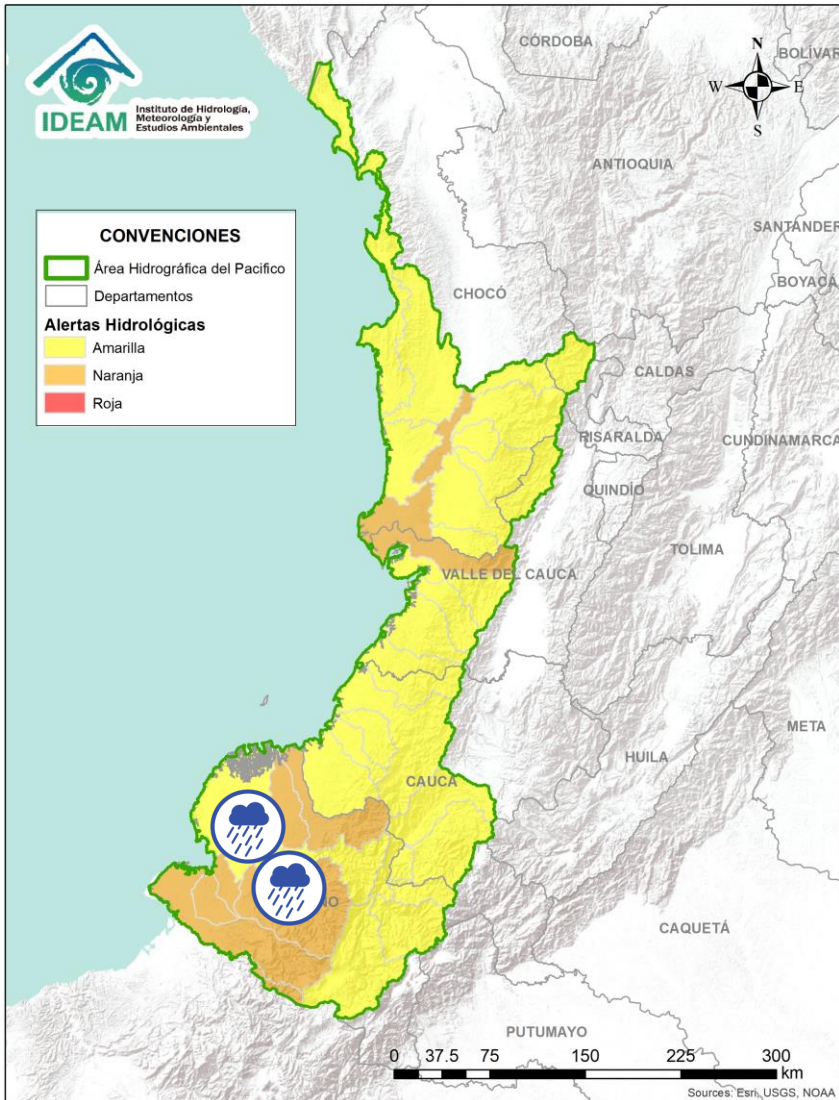 CÓRDOBA
BOLÍVAR
IDEAM
Instituto de Hidrología,
Meteorología y
Estudios Ambientales
N
W
E
S
ANTIOQUIA
SANTANDER
CONVENCIONES
Área Hidrográfica del Pacifico
Departamentos
Alertas Hidrológicas
Amarilla
Naranja
Roja
BOYACÁ
CHOCÓ
CALDAS
RISARALDA
CUNDINAMARCA
QUINDÍO
TOLIMA
VALLE DEL CAUCA
META
HUILA
CAUCA
NO
CAQUETÁ
PUTUMAYO
0 37.5 75 150 225 300
km
Sources: Esri, USGS, NOAA